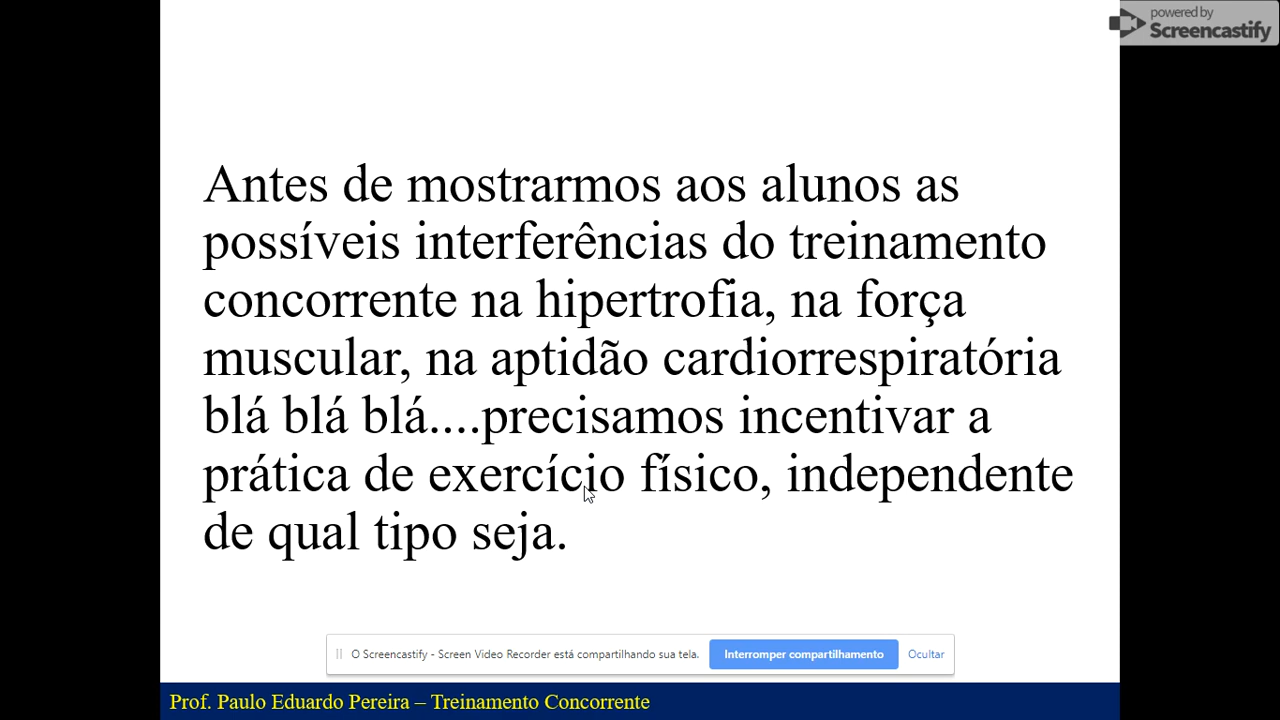 powered by
Screencastify
Antes de mostrarmos aos alunos as
possíveis interferências do treinamento
concorrente na hipertrofia, na força
muscular, na aptidão cardiorrespiratória
blá blá blá....precisamos incentivar a
prática de exercício físico, independente
de qual tipo seja.
O Screencastify - Screen Video Recorder está compartilhando sua tela. Interromper compartilhamento Ocultar
Prof. Paulo Eduardo Pereira – Treinamento Concorrente